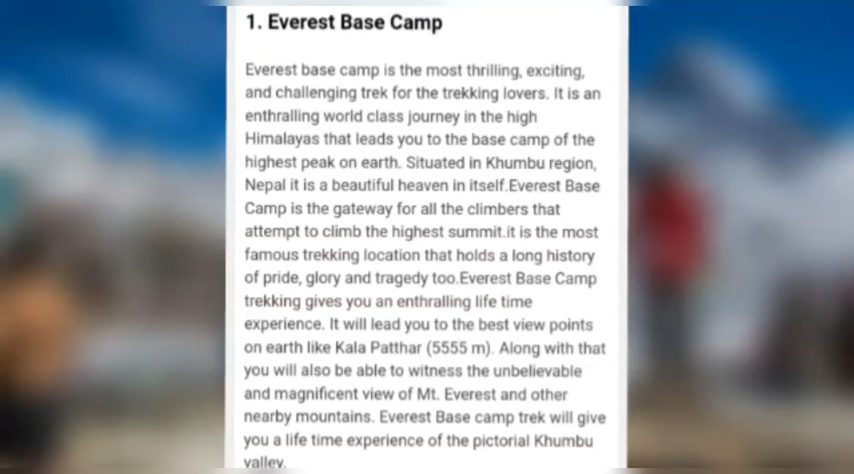 1. Everest Base Camp
Everest base camp is the most thrilling, exciting,
and challenging trek for the trekking lovers. It is an
enthralling world class journey in the high
Himalayas that leads you to the base camp of the
highest peak on earth. Situated in Khumbu region,
Nepal it is a beautiful heaven in itself.Everest Base
Camp is the gateway for all the climbers that
attempt to climb the highest summit.it is the most
famous trekking location that holds a long history
of pride, glory and tragedy too.Everest Base Camp
trekking gives you an enthralling life time
experience. It will lead you to the best view points
on earth like Kala Patthar (5555 m). Along with that
you will also be able to witness the unbelievable
and magnificent view of Mt. Everest and other
nearby mountains. Everest Base camp trek will give
you a life time experience of the pictorial Khumbu
valley.